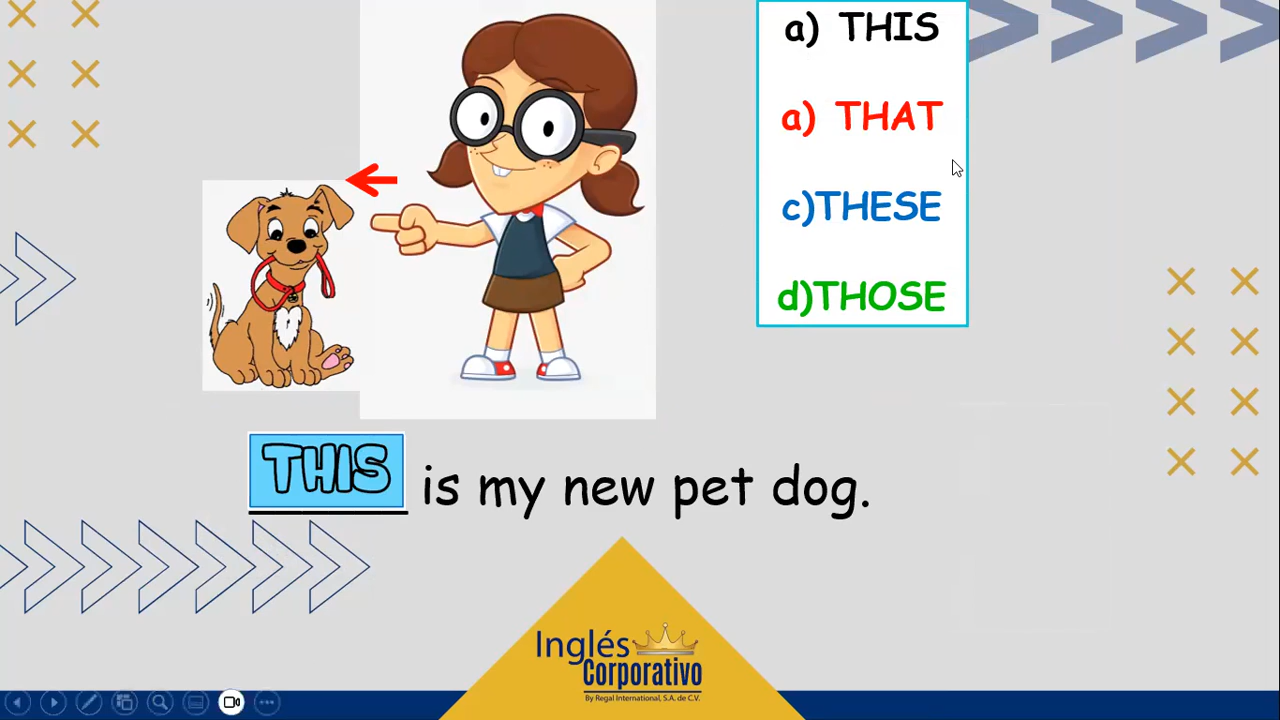 a) THIS
a) THAT
c)THESE
d)THOSE
THIS is my new pet dog.
Inglés
Corporativo
By Regal International, S.A. de C.V.